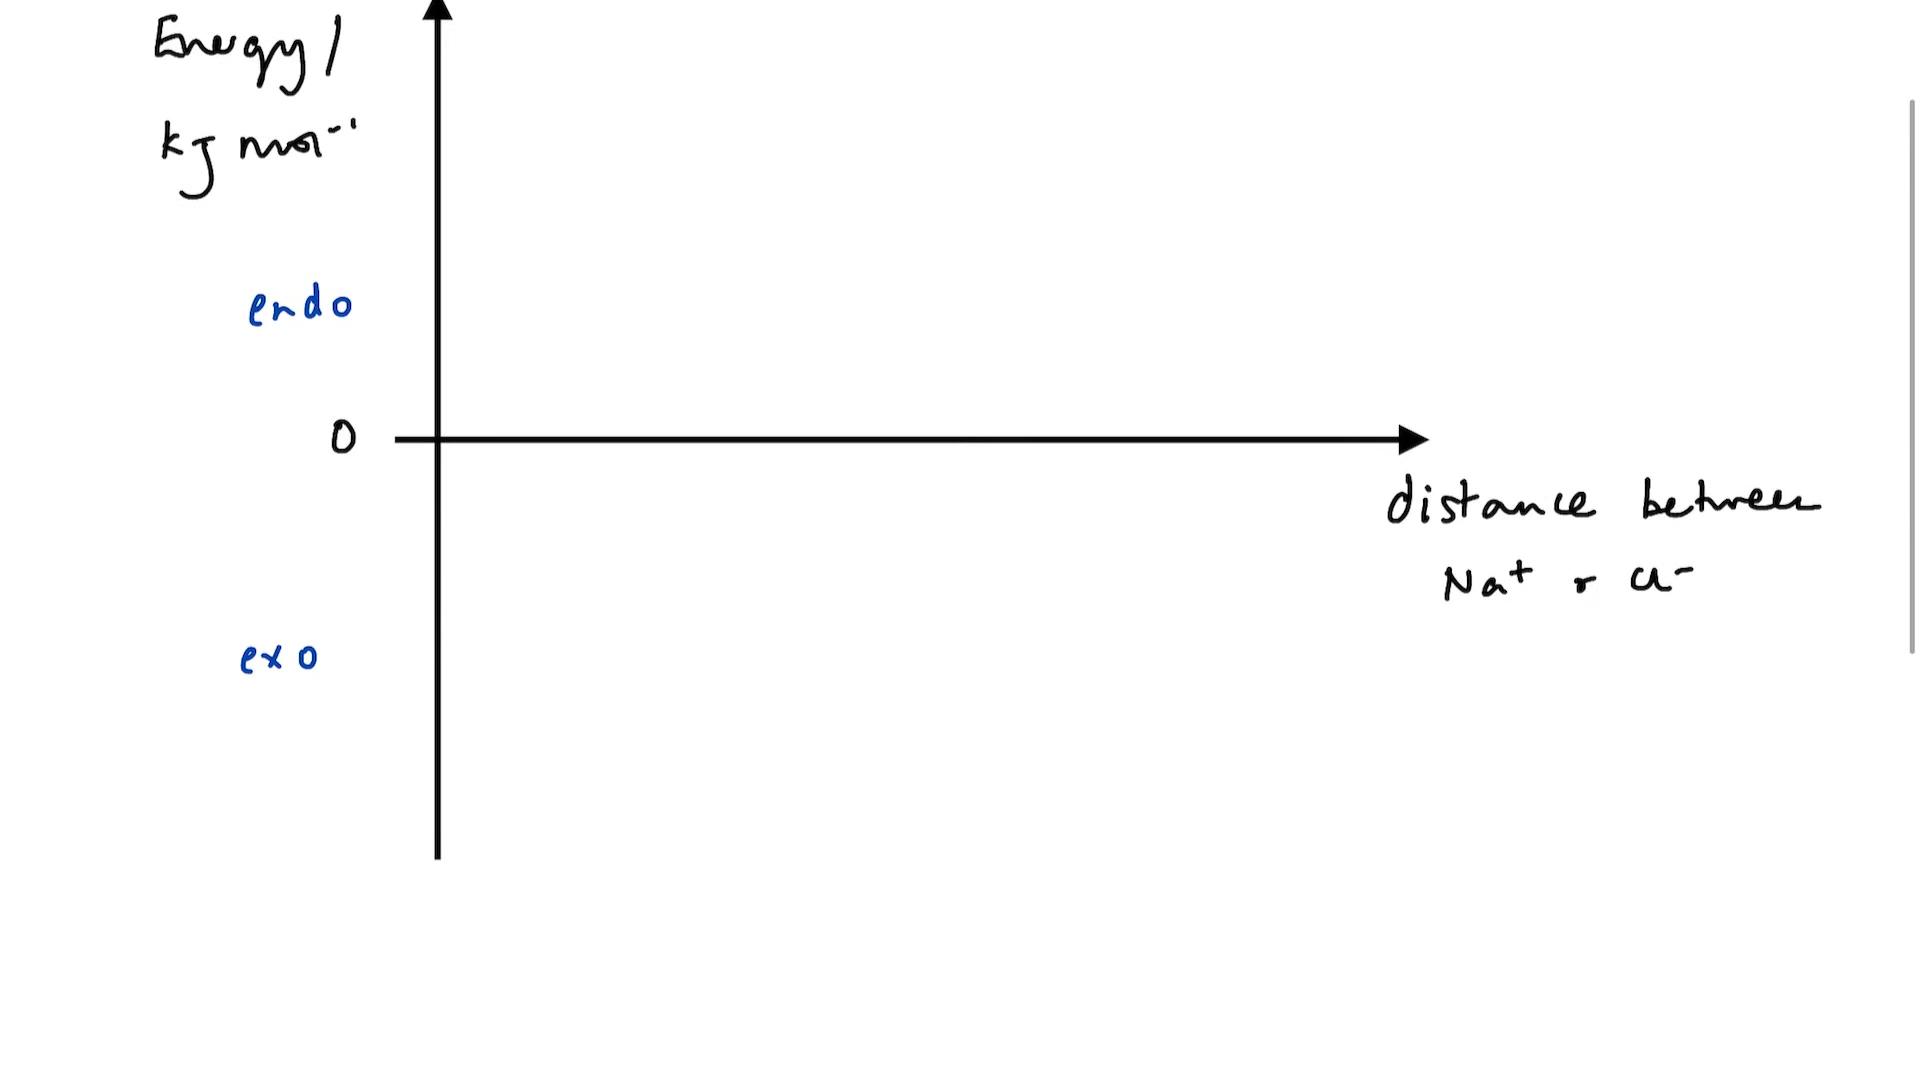 Energy /
kJ mol⁻¹
endo
0
distance between
Na⁺ & Cl⁻
exo